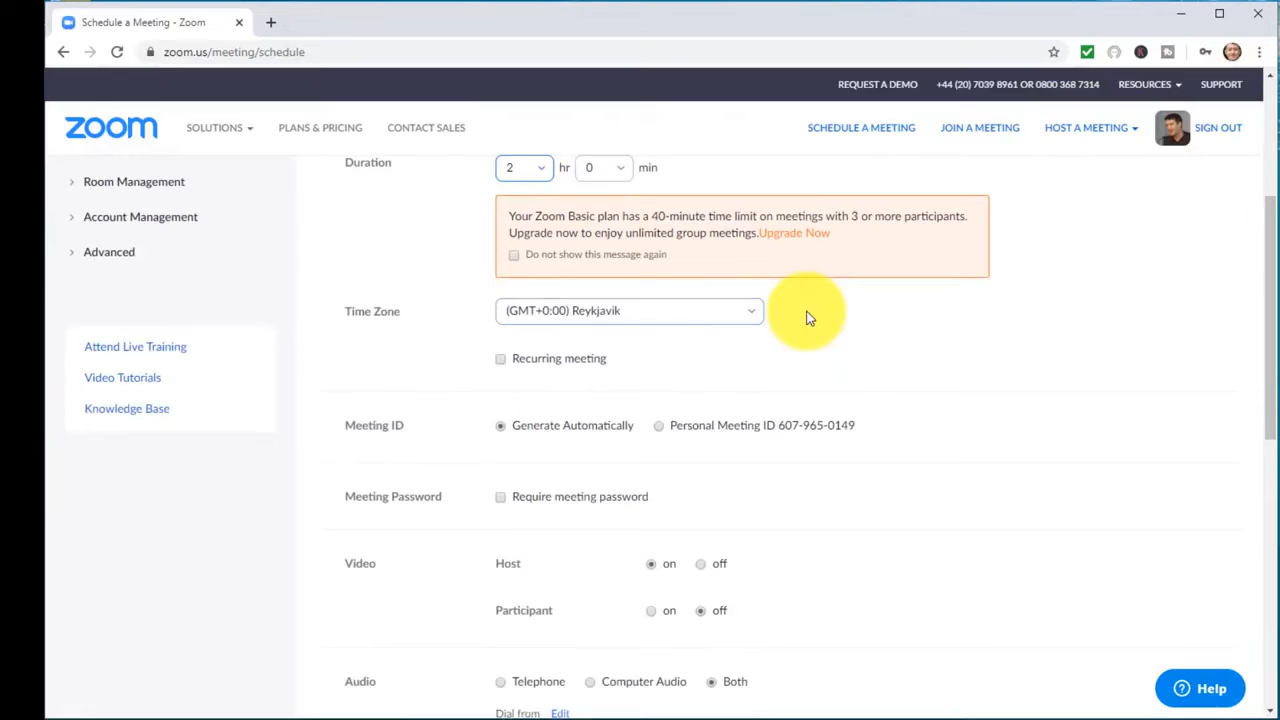 Schedule a Meeting - Zoom
zoom.us/meeting/schedule
REQUEST A DEMO +44 (20) 7039 8961 OR 0800 368 7314 RESOURCES SUPPORT
zoom SOLUTIONS PLANS & PRICING CONTACT SALES SCHEDULE A MEETING JOIN A MEETING HOST A MEETING SIGN OUT
Room Management
Account Management
Advanced
Attend Live Training
Video Tutorials
Knowledge Base
Duration 2 hr 0 min
Your Zoom Basic plan has a 40-minute time limit on meetings with 3 or more participants.
Upgrade now to enjoy unlimited group meetings.Upgrade Now
Do not show this message again
Time Zone (GMT+0:00) Reykjavik
Recurring meeting
Meeting ID Generate Automatically Personal Meeting ID 607-965-0149
Meeting Password Require meeting password
Video Host on off
Participant on off
Audio Telephone Computer Audio Both
Dial from Edit
Help